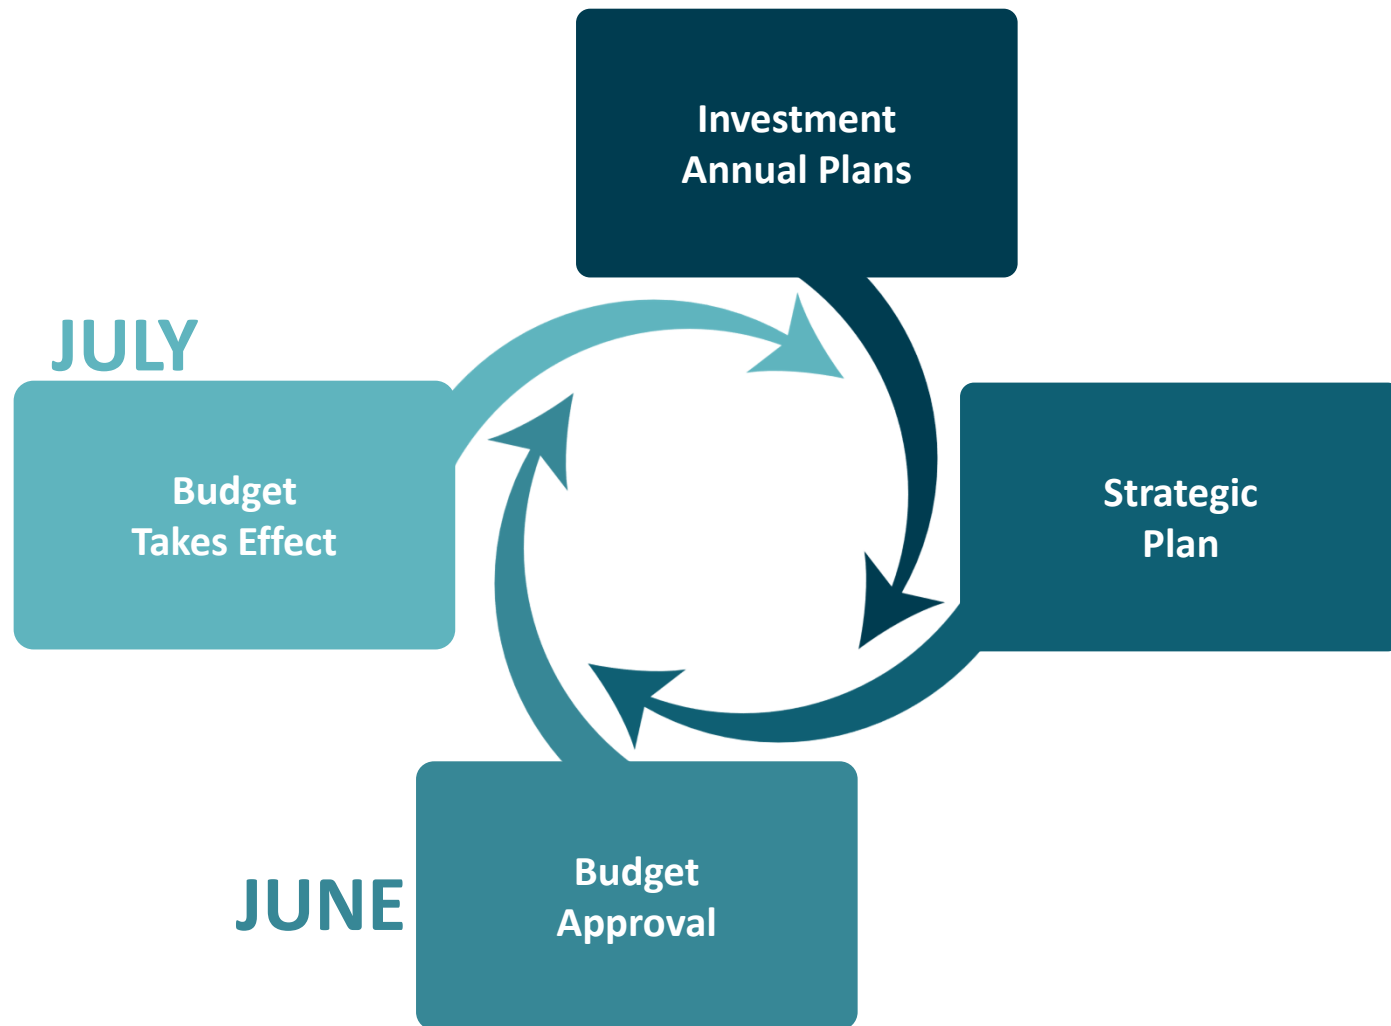 Investment
Annual Plans
JULY
Budget
Takes Effect
Strategic
Plan
JUNE
Budget
Approval